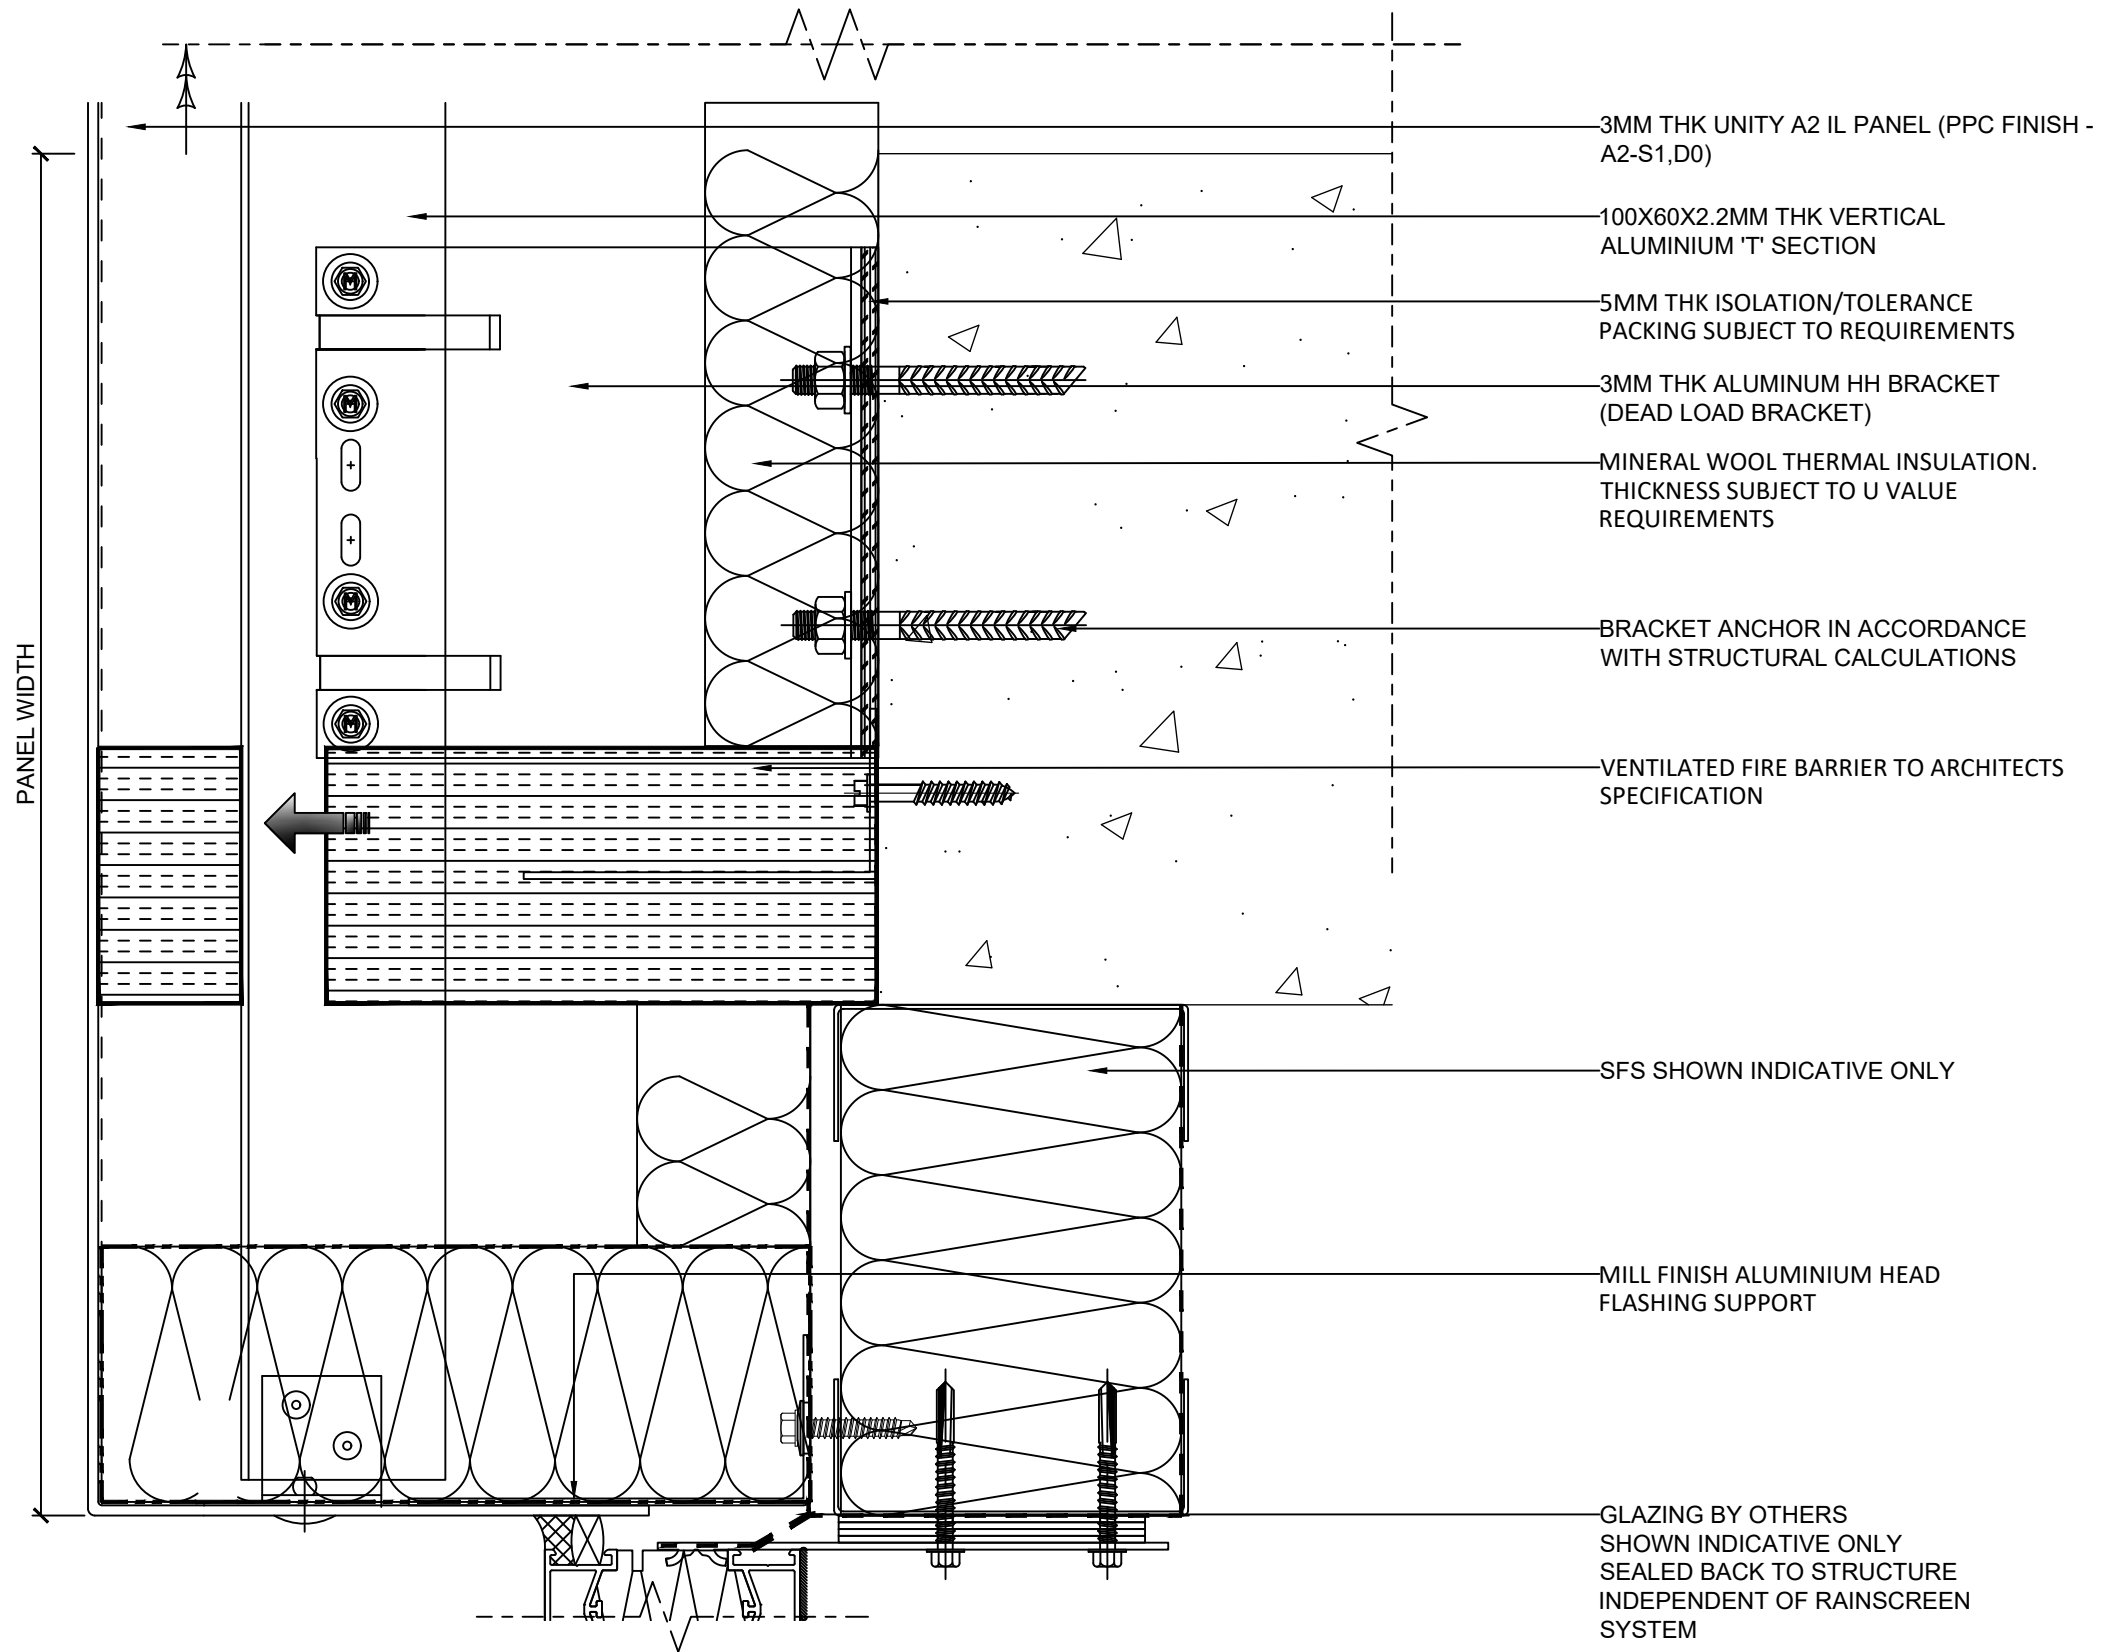 3MM THK UNITY A2 IL PANEL (PPC FINISH -
A2-S1,D0)
100X60X2.2MM THK VERTICAL
ALUMINIUM 'T' SECTION
5MM THK ISOLATION/TOLERANCE
PACKING SUBJECT TO REQUIREMENTS
3MM THK ALUMINUM HH BRACKET
(DEAD LOAD BRACKET)
MINERAL WOOL THERMAL INSULATION.
THICKNESS SUBJECT TO U VALUE
REQUIREMENTS
BRACKET ANCHOR IN ACCORDANCE
WITH STRUCTURAL CALCULATIONS
PANEL WIDTH
VENTILATED FIRE BARRIER TO ARCHITECTS
SPECIFICATION
SFS SHOWN INDICATIVE ONLY
MILL FINISH ALUMINIUM HEAD
FLASHING SUPPORT
GLAZING BY OTHERS
SHOWN INDICATIVE ONLY
SEALED BACK TO STRUCTURE
INDEPENDENT OF RAINSCREEN
SYSTEM